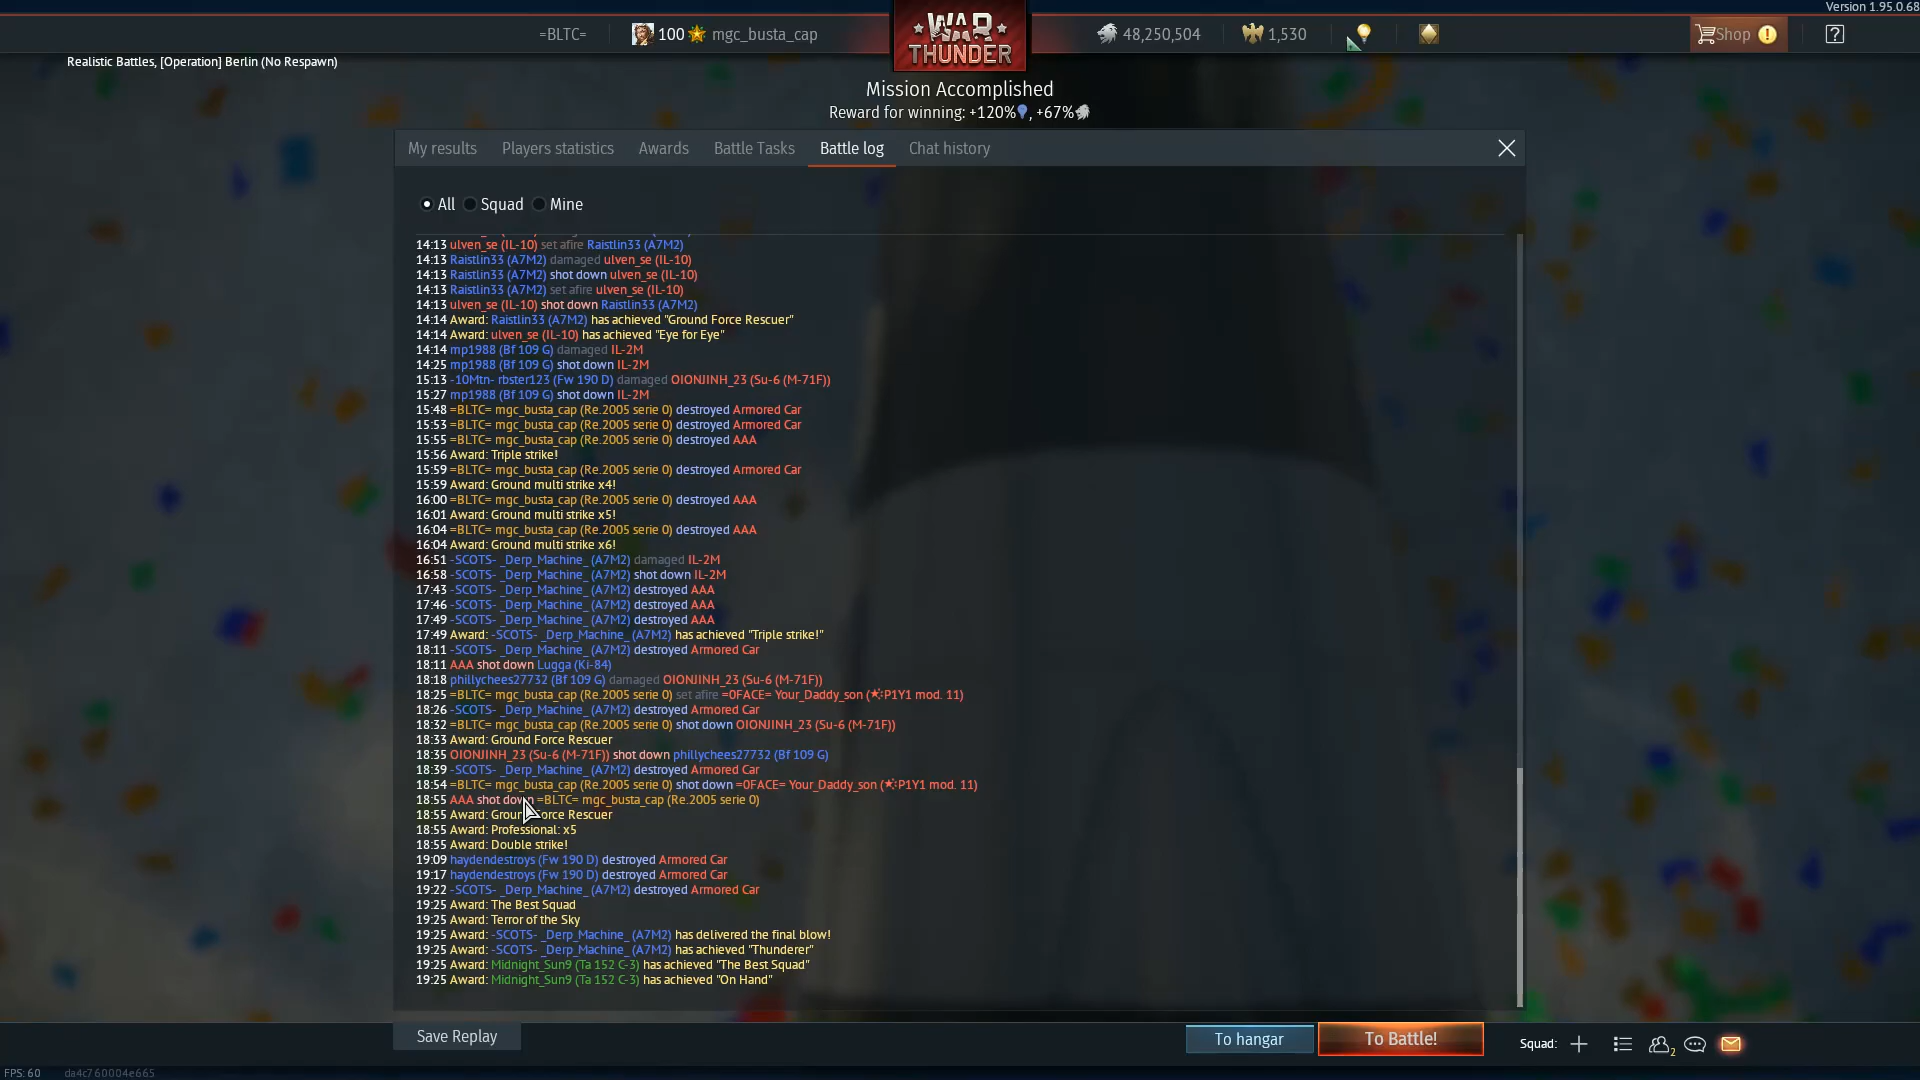 Version 1.95.0.68
=BLTC= 100 mgc_busta_cap WAR THUNDER 48,250,504 1,530 Shop
Realistic Battles, [Operation] Berlin (No Respawn)
Mission Accomplished
Reward for winning: +120%, +67%
My results Players statistics Awards Battle Tasks Battle log Chat history
All Squad Mine
14:13 ulven_se (IL-10) set afire Raistlin33 (A7M2)
14:13 Raistlin33 (A7M2) damaged ulven_se (IL-10)
14:13 Raistlin33 (A7M2) shot down ulven_se (IL-10)
14:13 Raistlin33 (A7M2) set afire ulven_se (IL-10)
14:13 ulven_se (IL-10) shot down Raistlin33 (A7M2)
14:14 Award: Raistlin33 (A7M2) has achieved "Ground Force Rescuer"
14:14 Award: ulven_se (IL-10) has achieved "Eye for Eye"
14:14 mp1988 (Bf 109 G) damaged IL-2M
14:25 mp1988 (Bf 109 G) shot down IL-2M
15:13 -10Mtn- rbster123 (Fw 190 D) damaged OIONJINH_23 (Su-6 (M-71F))
15:27 mp1988 (Bf 109 G) shot down IL-2M
15:48 =BLTC= mgc_busta_cap (Re.2005 serie 0) destroyed Armored Car
15:53 =BLTC= mgc_busta_cap (Re.2005 serie 0) destroyed Armored Car
15:55 =BLTC= mgc_busta_cap (Re.2005 serie 0) destroyed AAA
15:56 Award: Triple strike!
15:59 =BLTC= mgc_busta_cap (Re.2005 serie 0) destroyed Armored Car
15:59 Award: Ground multi strike x4!
16:00 =BLTC= mgc_busta_cap (Re.2005 serie 0) destroyed AAA
16:01 Award: Ground multi strike x5!
16:04 =BLTC= mgc_busta_cap (Re.2005 serie 0) destroyed AAA
16:04 Award: Ground multi strike x6!
16:51 -SCOTS- _Derp_Machine_ (A7M2) damaged IL-2M
16:58 -SCOTS- _Derp_Machine_ (A7M2) shot down IL-2M
17:43 -SCOTS- _Derp_Machine_ (A7M2) destroyed AAA
17:46 -SCOTS- _Derp_Machine_ (A7M2) destroyed AAA
17:49 -SCOTS- _Derp_Machine_ (A7M2) destroyed AAA
17:49 Award: -SCOTS- _Derp_Machine_ (A7M2) has achieved "Triple strike!"
18:11 -SCOTS- _Derp_Machine_ (A7M2) destroyed Armored Car
18:11 AAA shot down Lugga (Ki-84)
18:18 phillychees27732 (Bf 109 G) damaged OIONJINH_23 (Su-6 (M-71F))
18:25 =BLTC= mgc_busta_cap (Re.2005 serie 0) set afire =0FACE= Your_Daddy_son (P1Y1 mod. 11)
18:26 -SCOTS- _Derp_Machine_ (A7M2) destroyed Armored Car
18:32 =BLTC= mgc_busta_cap (Re.2005 serie 0) shot down OIONJINH_23 (Su-6 (M-71F))
18:33 Award: Ground Force Rescuer
18:35 OIONJINH_23 (Su-6 (M-71F)) shot down phillychees27732 (Bf 109 G)
18:39 -SCOTS- _Derp_Machine_ (A7M2) destroyed Armored Car
18:54 =BLTC= mgc_busta_cap (Re.2005 serie 0) shot down =0FACE= Your_Daddy_son (P1Y1 mod. 11)
18:55 AAA shot down =BLTC= mgc_busta_cap (Re.2005 serie 0)
18:55 Award: Ground Force Rescuer
18:55 Award: Professional: x5
18:55 Award: Double strike!
19:09 haydendestroys (Fw 190 D) destroyed Armored Car
19:17 haydendestroys (Fw 190 D) destroyed Armored Car
19:22 -SCOTS- _Derp_Machine_ (A7M2) destroyed Armored Car
19:25 Award: The Best Squad
19:25 Award: Terror of the Sky
19:25 Award: -SCOTS- _Derp_Machine_ (A7M2) has delivered the final blow!
19:25 Award: -SCOTS- _Derp_Machine_ (A7M2) has achieved "Thunderer"
19:25 Award: Midnight_Sun9 (Ta 152 C-3) has achieved "The Best Squad"
19:25 Award: Midnight_Sun9 (Ta 152 C-3) has achieved "On Hand"
Save Replay To hangar To Battle! Squad: 2
FPS: 60 da4c760004e665